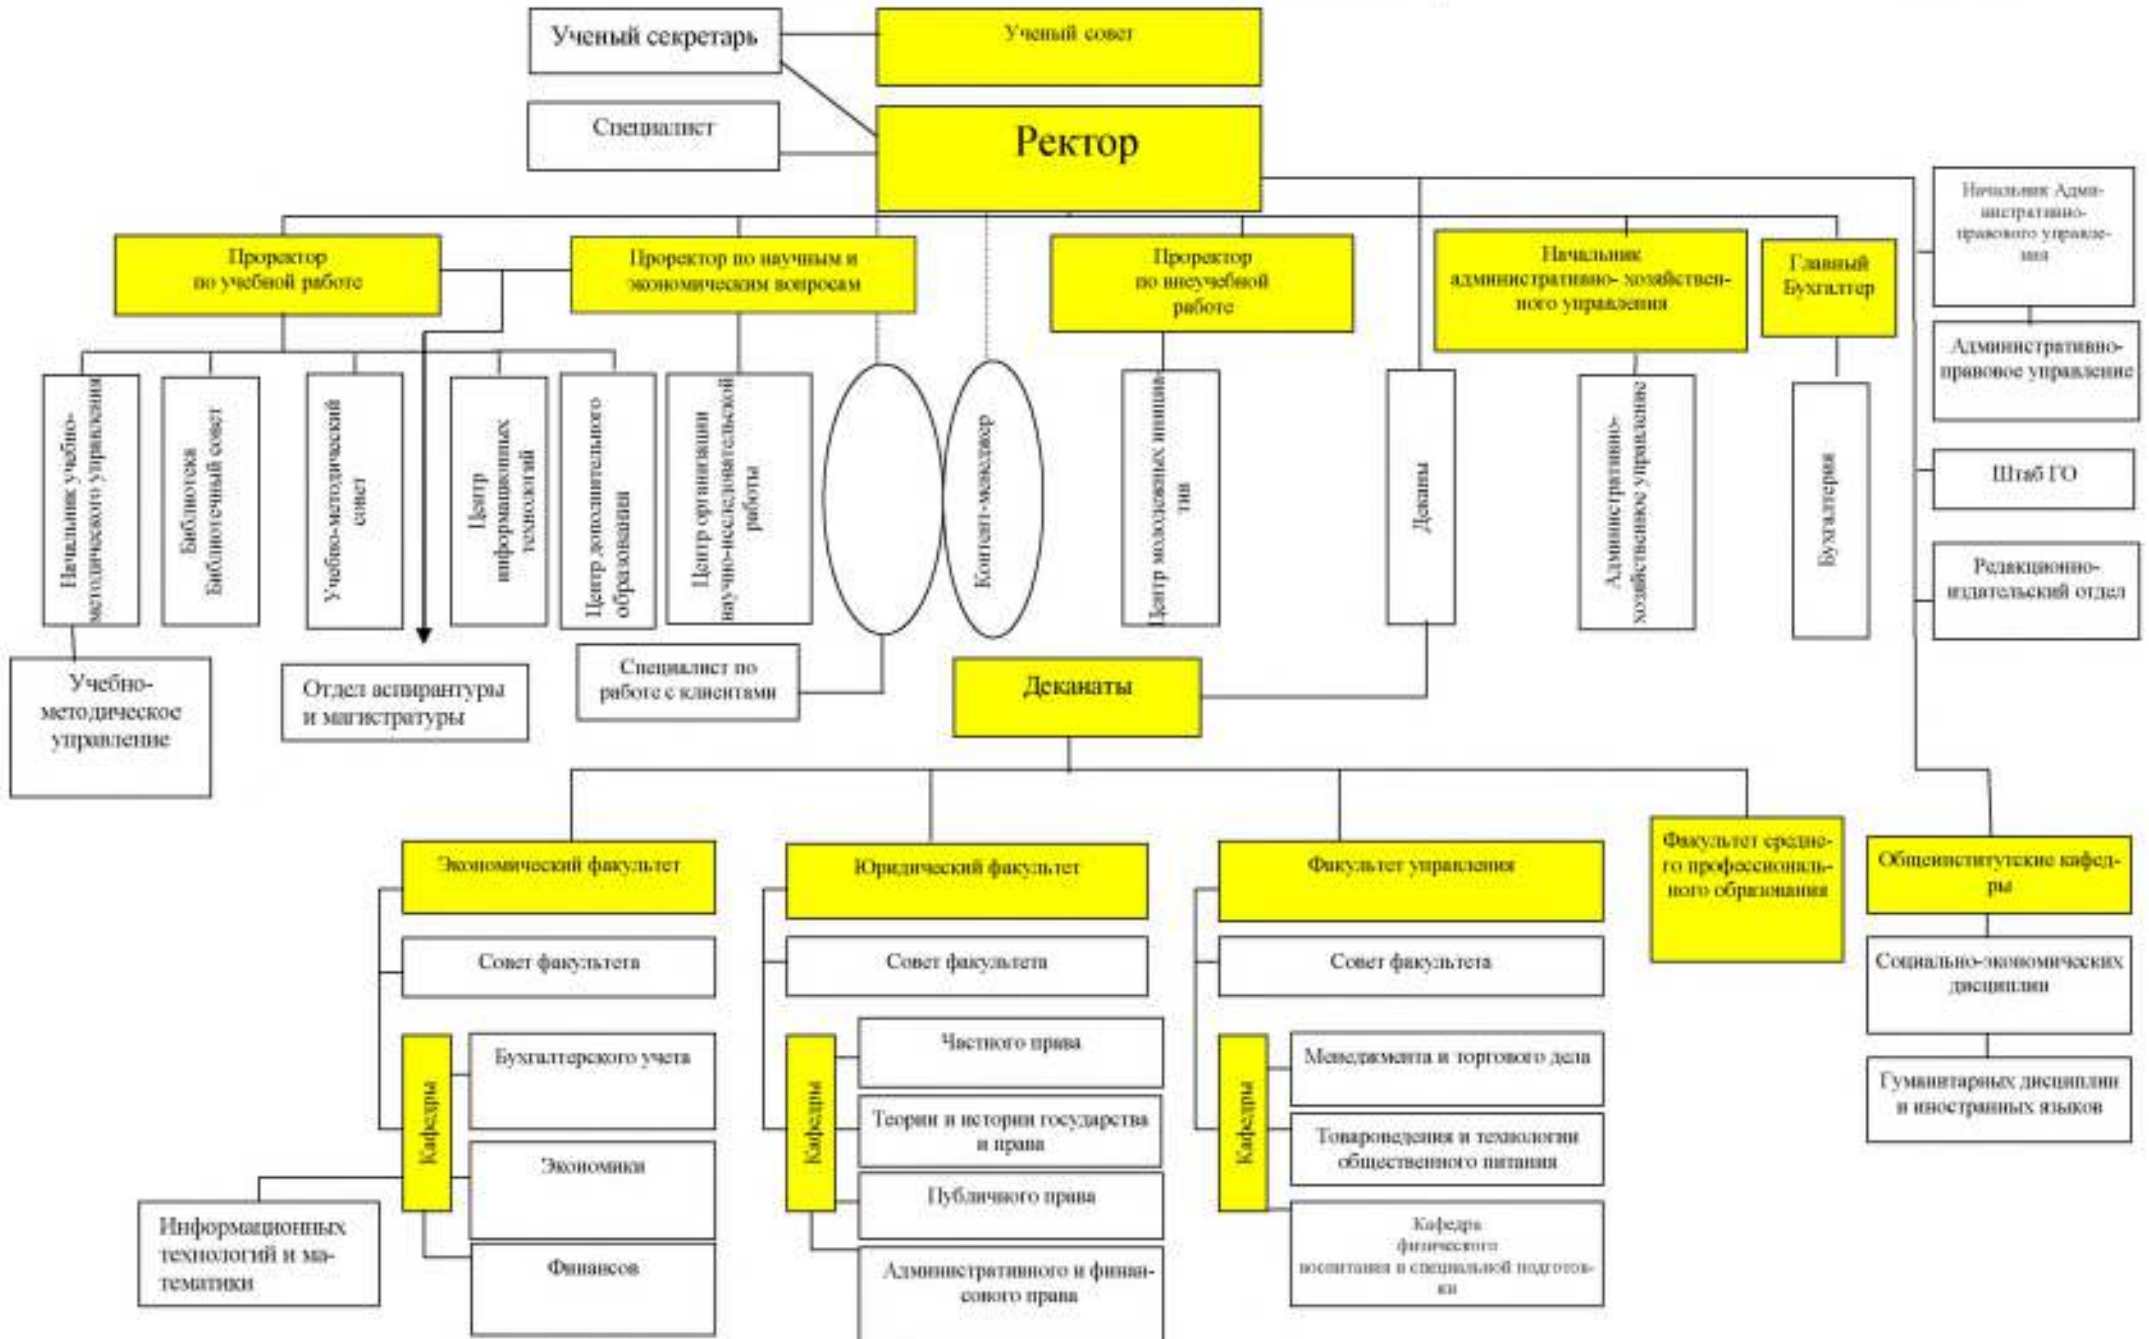 Ученый секретарь
Ученый совет
Специалист
Ректор
Начальник Адми-
нистративно-
правового управле-
ния
Проректор
по учебной работе
Проректор по научным и
экономическим вопросам
Проректор
по внеучебной
работе
Начальник
административно- хозяйствен-
ного управления
Главный
Бухгалтер
Административно-
правовое управление
Штаб ГО
Редакционно-
издательский отдел
Начальник учебно-
методического управления
Библиотека
Библиотечный совет
Учебно-методический
совет
Центр
информационных
технологий
Центр дополнительного
образования
Центр организации
научно-исследовательской
работы
Контент-менеджер
Центр молодежных инициа-
тив
Деканы
Административно-
хозяйственное управление
Бухгалтерия
Учебно-
методическое
управление
Отдел аспирантуры
и магистратуры
Специалист по
работе с клиентами
Деканаты
Экономический факультет
Юридический факультет
Факультет управления
Факультет средне-
го профессиональ-
ного образования
Общеинститутские кафед-
ры
Совет факультета
Совет факультета
Совет факультета
Социально-экономических
дисциплин
Гуманитарных дисциплин
и иностранных языков
Кафедры
Бухгалтерского учета
Экономики
Финансов
Информационных
технологий и ма-
тематики
Кафедры
Частного права
Теории и истории государства
и права
Публичного права
Административного и финан-
сового права
Кафедры
Менеджмента и торгового дела
Товароведения и технологии
общественного питания
Кафедра
физического
воспитания и специальной подготов-
ки